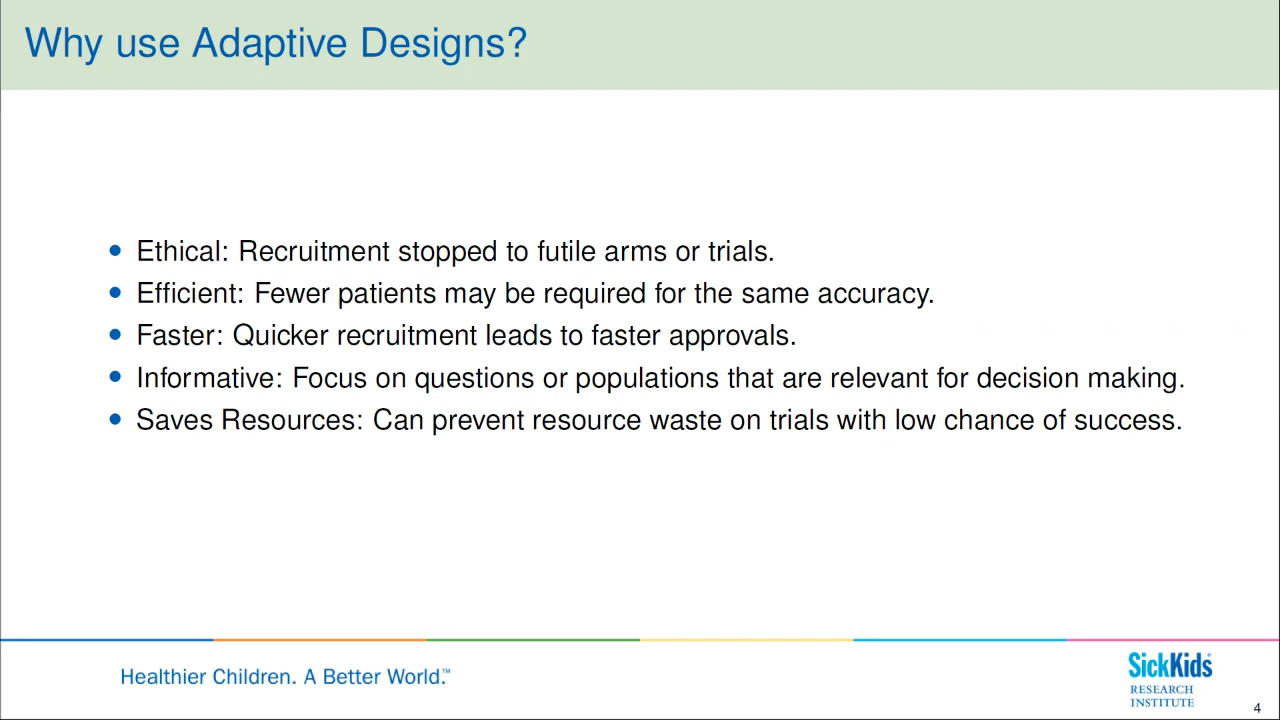 Why use Adaptive Designs?
• Ethical: Recruitment stopped to futile arms or trials.
• Efficient: Fewer patients may be required for the same accuracy.
• Faster: Quicker recruitment leads to faster approvals.
• Informative: Focus on questions or populations that are relevant for decision making.
• Saves Resources: Can prevent resource waste on trials with low chance of success.
Healthier Children. A Better World.™
SickKids®
RESEARCH
INSTITUTE
4